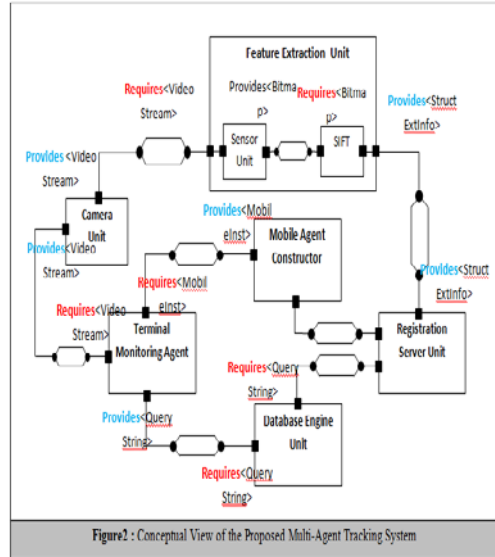 Feature Extraction Unit
Requires<Video
Stream>
Provides<Bitma
p>
Requires<Bitma
p>
Provides<Struct
ExtInfo>
Sensor
Unit
SIFT
Provides<Video
Stream>
Camera
Unit
Provides<Video
Stream>
Provides<Mobil
eInst>
Mobile Agent
Constructor
Requires<Mobil
eInst>
Provides<Struct
ExtInfo>
Requires<Video
Stream>
Terminal
Monitoring Agent
Registration
Server Unit
Requires<Query
String>
Provides<Query
String>
Database Engine
Unit
Requires<Query
String>
Figure2 : Conceptual View of the Proposed Multi-Agent Tracking System